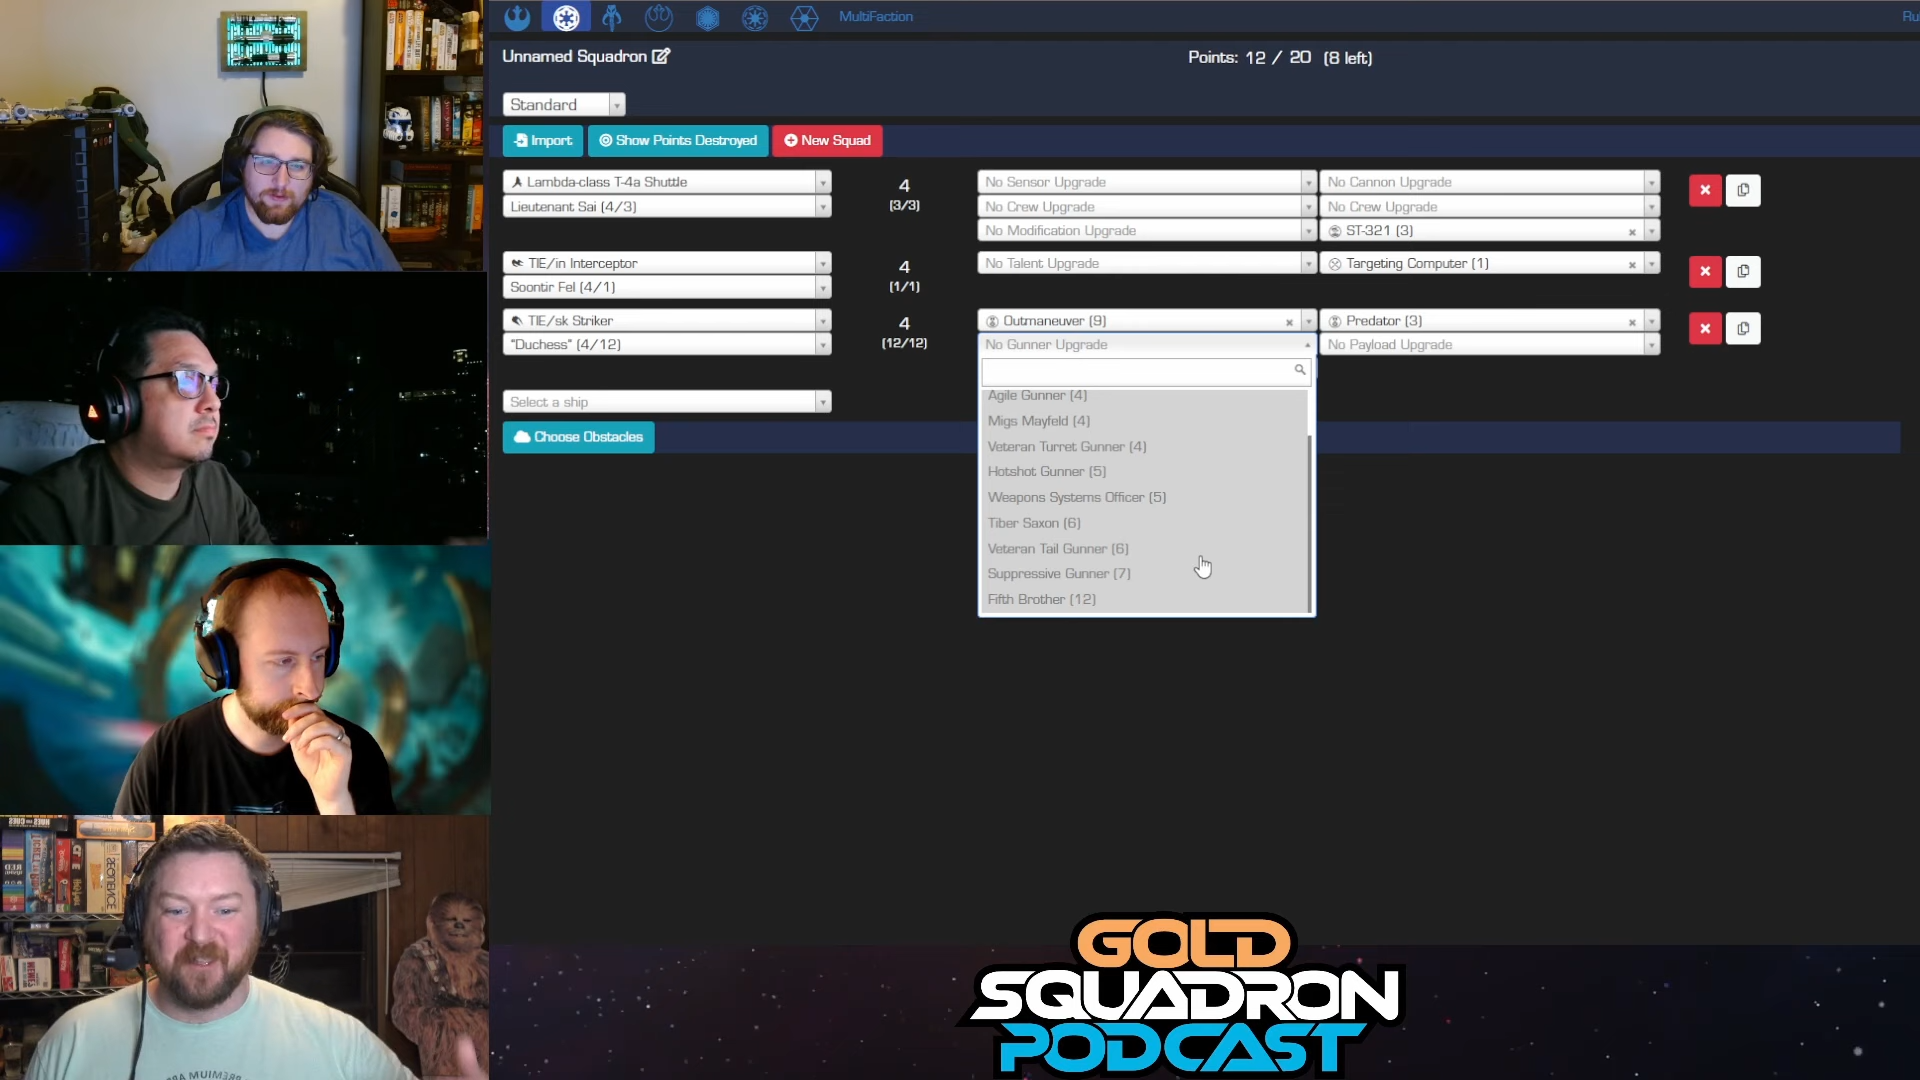 MultiFaction
Ru
Unnamed Squadron
Points: 12 / 20 (8 left)
Standard
Import
Show Points Destroyed
New Squad
Lambda-class T-4a Shuttle
4
No Sensor Upgrade
No Cannon Upgrade
Lieutenant Sai (4/3)
(3/3)
No Crew Upgrade
No Crew Upgrade
No Modification Upgrade
ST-321 (3)
TIE/in Interceptor
4
No Talent Upgrade
Targeting Computer (1)
Soontir Fel (4/1)
(1/1)
TIE/sk Striker
4
Outmaneuver (9)
Predator (3)
"Duchess" (4/12)
(12/12)
No Gunner Upgrade
No Payload Upgrade
Select a ship
Agile Gunner (4)
Migs Mayfeld (4)
Choose Obstacles
Veteran Turret Gunner (4)
Hotshot Gunner (5)
Weapons Systems Officer (5)
Tiber Saxon (6)
Veteran Tail Gunner (6)
Suppressive Gunner (7)
Fifth Brother (12)
GOLD
SQUADRON
PODCAST